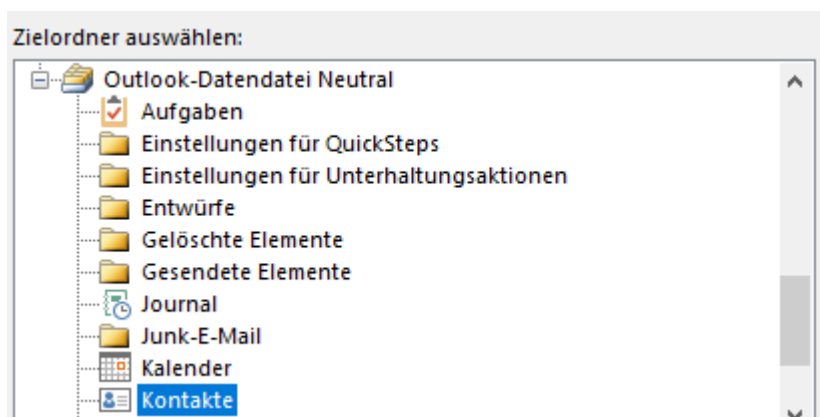 Zielordner auswählen:
Outlook-Datendatei Neutral
Aufgaben
Einstellungen für QuickSteps
Einstellungen für Unterhaltungsaktionen
Entwürfe
Gelöschte Elemente
Gesendete Elemente
Journal
Junk-E-Mail
Kalender
Kontakte